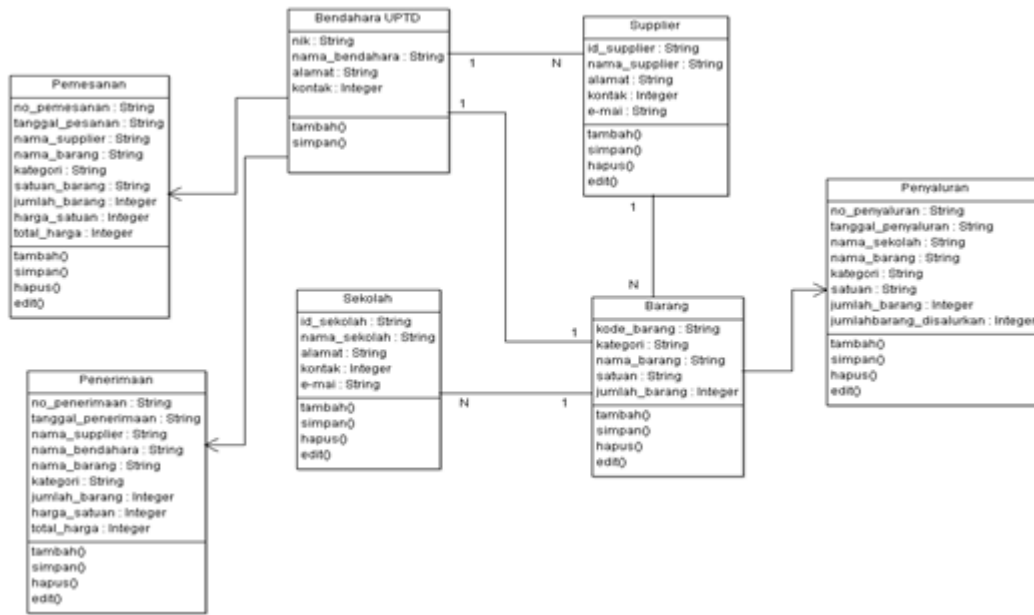 Bendahara UPTD
nik : String
nama_bendahara : String
alamat : String
kontak : Integer
tambah()
simpan()
Supplier
id_supplier : String
nama_supplier : String
alamat : String
kontak : Integer
e-mai : String
tambah()
simpan()
hapus()
edit()
1
N
1
Pemesanan
no_pemesanan : String
tanggal_pesanan : String
nama_supplier : String
nama_barang : String
kategori : String
satuan_barang : String
jumlah_barang : Integer
harga_satuan : Integer
total_harga : Integer
tambah()
simpan()
hapus()
edit()
1
N
Penyaluran
no_penyaluran : String
tanggal_penyaluran : String
nama_sekolah : String
nama_barang : String
kategori : String
satuan : String
jumlah_barang : Integer
jumlahbarang_disalurkan : Integer
tambah()
simpan()
hapus()
edit()
Sekolah
id_sekolah : String
nama_sekolah : String
alamat : String
kontak : Integer
e-mai : String
tambah()
simpan()
hapus()
edit()
1
N
1
Barang
kode_barang : String
kategori : String
nama_barang : String
satuan : String
jumlah_barang : Integer
tambah()
simpan()
hapus()
edit()
Penerimaan
no_penerimaan : String
tanggal_penerimaan : String
nama_supplier : String
nama_bendahara : String
nama_barang : String
kategori : String
jumlah_barang : Integer
harga_satuan : Integer
total_harga : Integer
tambah()
simpan()
hapus()
edit()